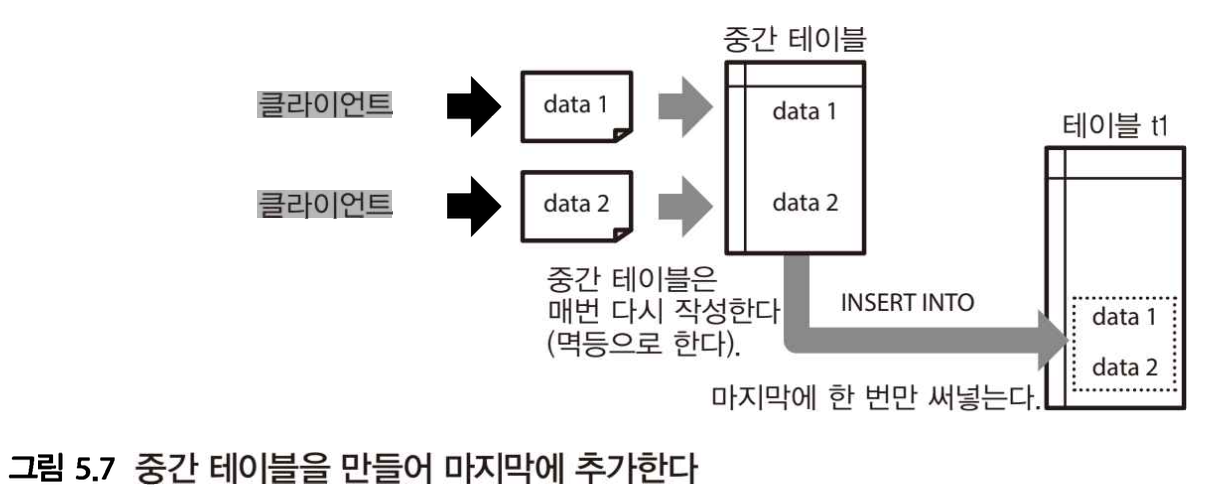 중간 테이블
클라이언트
data 1
data 1
테이블 t1
클라이언트
data 2
data 2
중간 테이블은
매번 다시 작성한다
(멱등으로 한다).
INSERT INTO
data 1
data 2
마지막에 한 번만 써넣는다.
그림 5.7 중간 테이블을 만들어 마지막에 추가한다